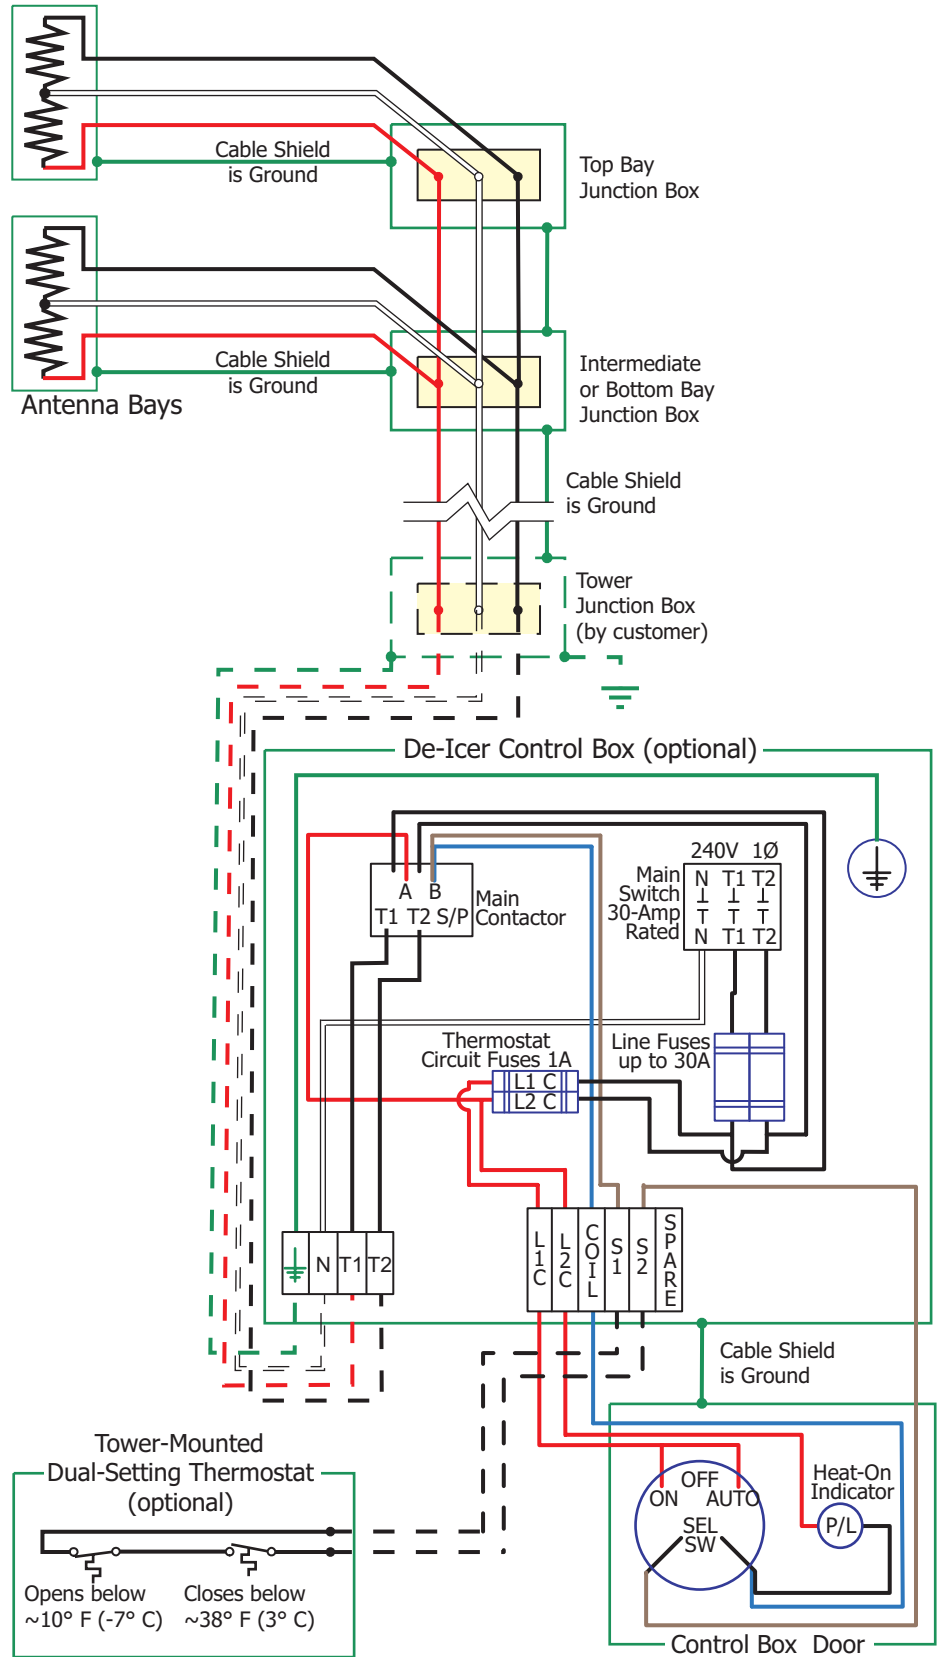 Cable Shield
is Ground
Top Bay
Junction Box
Cable Shield
is Ground
Antenna Bays
Intermediate
or Bottom Bay
Junction Box
Cable Shield
is Ground
Tower
Junction Box
(by customer)
De-Icer Control Box (optional)
A B
T1 T2 S/P
Main
Contactor
240V 1Ø
Main
Switch
30-Amp
Rated
N T1 T2
N T1 T2
Thermostat
Circuit Fuses 1A
L1 C
L2 C
Line Fuses
up to 30A
N T1 T2
L1C
L2C
COIL
S1
S2
SPARE
Cable Shield
is Ground
Tower-Mounted
Dual-Setting Thermostat
(optional)
Opens below
~10° F (-7° C)
Closes below
~38° F (3° C)
OFF
ON AUTO
SEL
SW
Heat-On
Indicator
P/L
Control Box Door